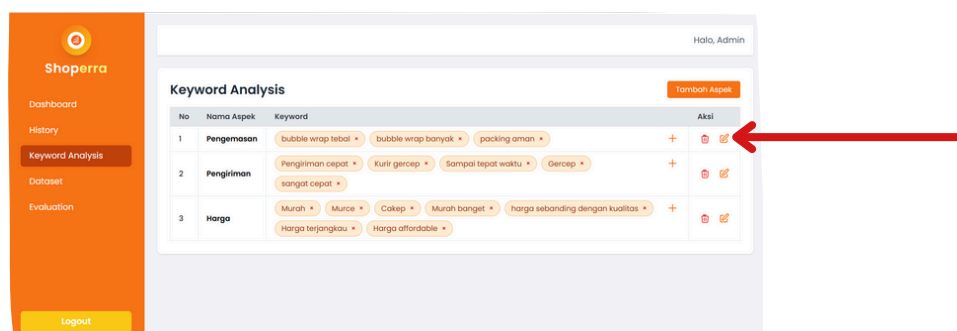 Halo, Admin
Shoperra
Dashboard
History
Keyword Analysis
Dataset
Evaluation
Logout
Keyword Analysis
Tambah Aspek
No Nama Aspek Keyword Aksi
1 Pengemasan bubble wrap tebal × bubble wrap banyak × packing aman × +
2 Pengiriman Pengiriman cepat × Kurir gercep × Sampai tepat waktu × Gercep × +
sangat cepat ×
3 Harga Murah × Murce × Cakep × Murah banget × harga sebanding dengan kualitas × +
Harga terjangkau × Harga affordable ×